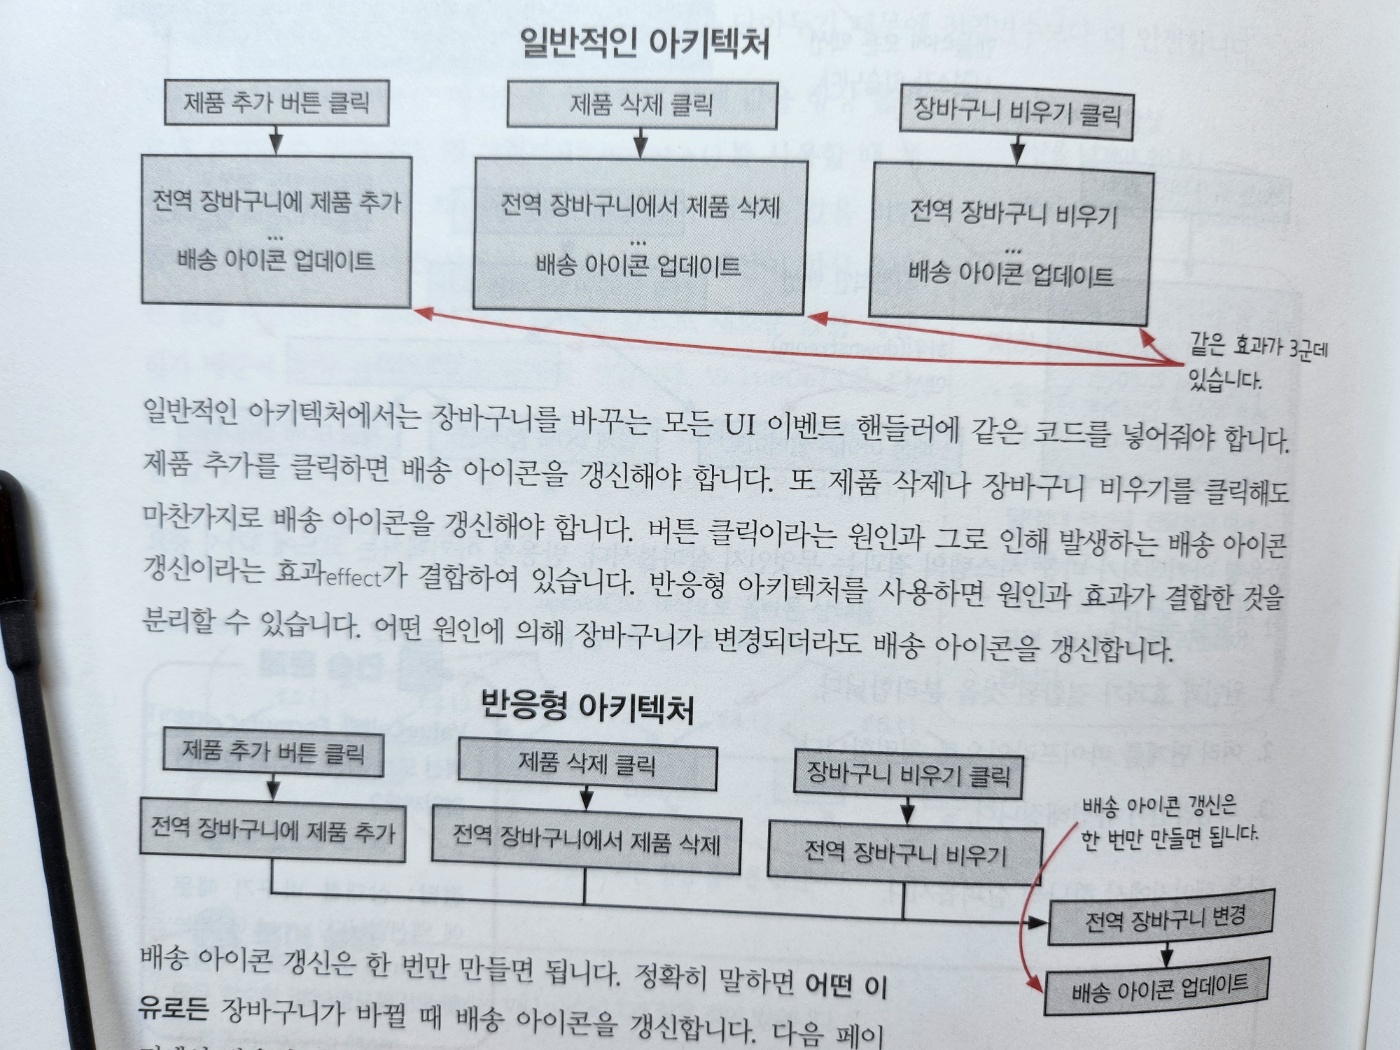 일반적인 아키텍처
제품 추가 버튼 클릭
제품 삭제 클릭
장바구니 비우기 클릭
전역 장바구니에 제품 추가
...
배송 아이콘 업데이트
전역 장바구니에서 제품 삭제
...
배송 아이콘 업데이트
전역 장바구니 비우기
...
배송 아이콘 업데이트
같은 효과가 3군데
있습니다.
일반적인 아키텍처에서는 장바구니를 바꾸는 모든 UI 이벤트 핸들러에 같은 코드를 넣어줘야 합니다.
제품 추가를 클릭하면 배송 아이콘을 갱신해야 합니다. 또 제품 삭제나 장바구니 비우기를 클릭해도
마찬가지로 배송 아이콘을 갱신해야 합니다. 버튼 클릭이라는 원인과 그로 인해 발생하는 배송 아이콘
갱신이라는 효과effect가 결합하여 있습니다. 반응형 아키텍처를 사용하면 원인과 효과가 결합한 것을
분리할 수 있습니다. 어떤 원인에 의해 장바구니가 변경되더라도 배송 아이콘을 갱신합니다.
반응형 아키텍처
제품 추가 버튼 클릭
제품 삭제 클릭
장바구니 비우기 클릭
전역 장바구니에 제품 추가
전역 장바구니에서 제품 삭제
전역 장바구니 비우기
배송 아이콘 갱신은
한 번만 만들면 됩니다.
전역 장바구니 변경
배송 아이콘 업데이트
배송 아이콘 갱신은 한 번만 만들면 됩니다. 정확히 말하면 어떤 이
유로든 장바구니가 바뀔 때 배송 아이콘을 갱신합니다. 다음 페이